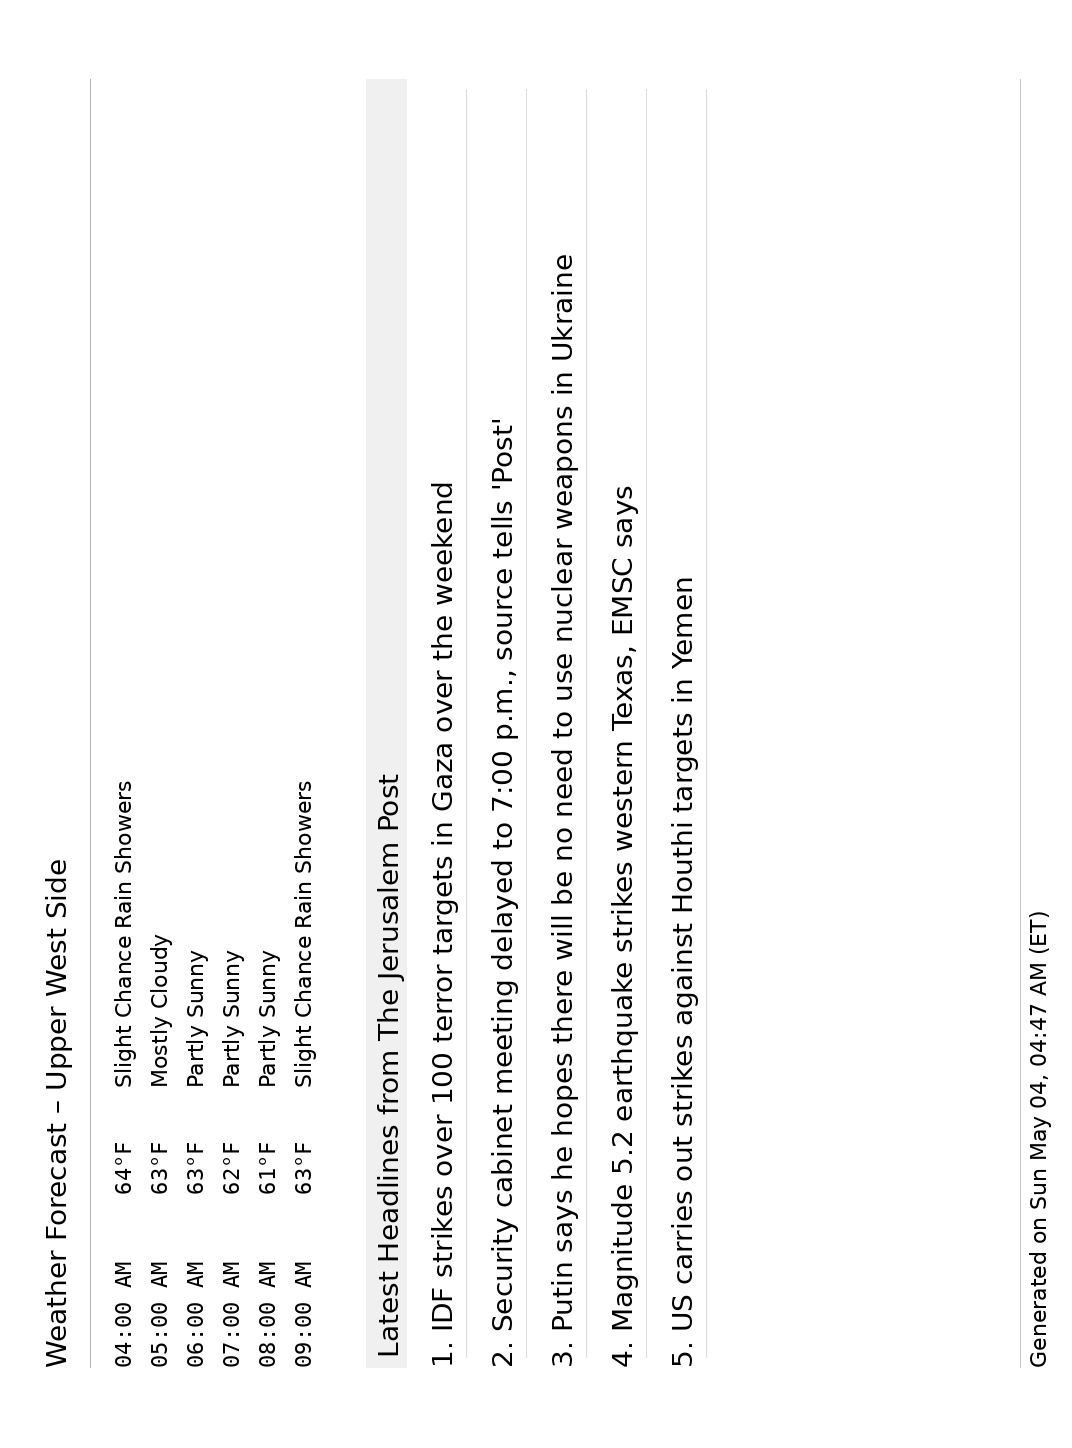 Weather Forecast – Upper West Side
04:00 AM 64°F Slight Chance Rain Showers
05:00 AM 63°F Mostly Cloudy
06:00 AM 63°F Partly Sunny
07:00 AM 62°F Partly Sunny
08:00 AM 61°F Partly Sunny
09:00 AM 63°F Slight Chance Rain Showers
Latest Headlines from The Jerusalem Post
1. IDF strikes over 100 terror targets in Gaza over the weekend
2. Security cabinet meeting delayed to 7:00 p.m., source tells 'Post'
3. Putin says he hopes there will be no need to use nuclear weapons in Ukraine
4. Magnitude 5.2 earthquake strikes western Texas, EMSC says
5. US carries out strikes against Houthi targets in Yemen
Generated on Sun May 04, 04:47 AM (ET)